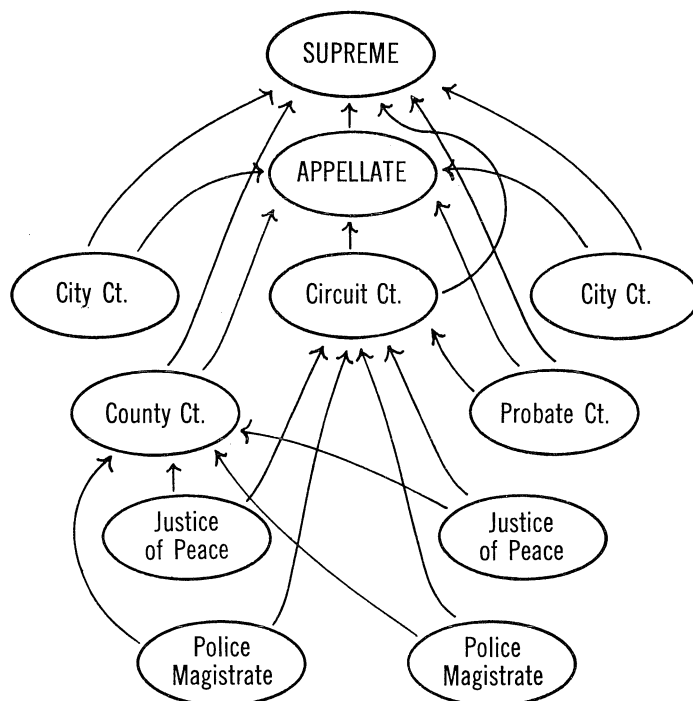 SUPREME
APPELLATE
City Ct.
Circuit Ct.
City Ct.
County Ct.
Probate Ct.
Justice
of Peace
Justice
of Peace
Police
Magistrate
Police
Magistrate